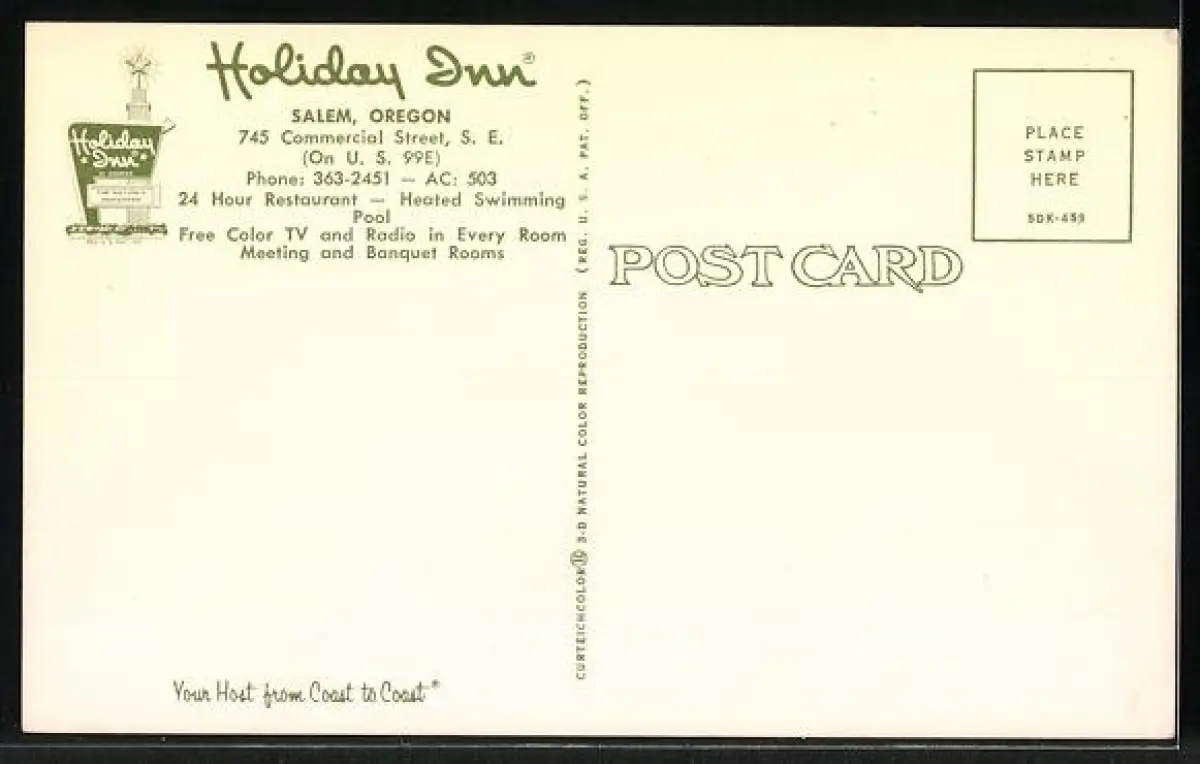 Holiday Inn®
SALEM, OREGON
745 Commercial Street, S. E.
(On U. S. 99E)
Phone: 363-2451 — AC: 503
24 Hour Restaurant — Heated Swimming
Pool
Free Color TV and Radio in Every Room
Meeting and Banquet Rooms
Holiday
Inn®
Your Host from Coast to Coast®
CURTEICHCOLOR® 3-D NATURAL COLOR REPRODUCTION (REG. U. S. A. PAT. OFF.)
POST CARD
PLACE
STAMP
HERE